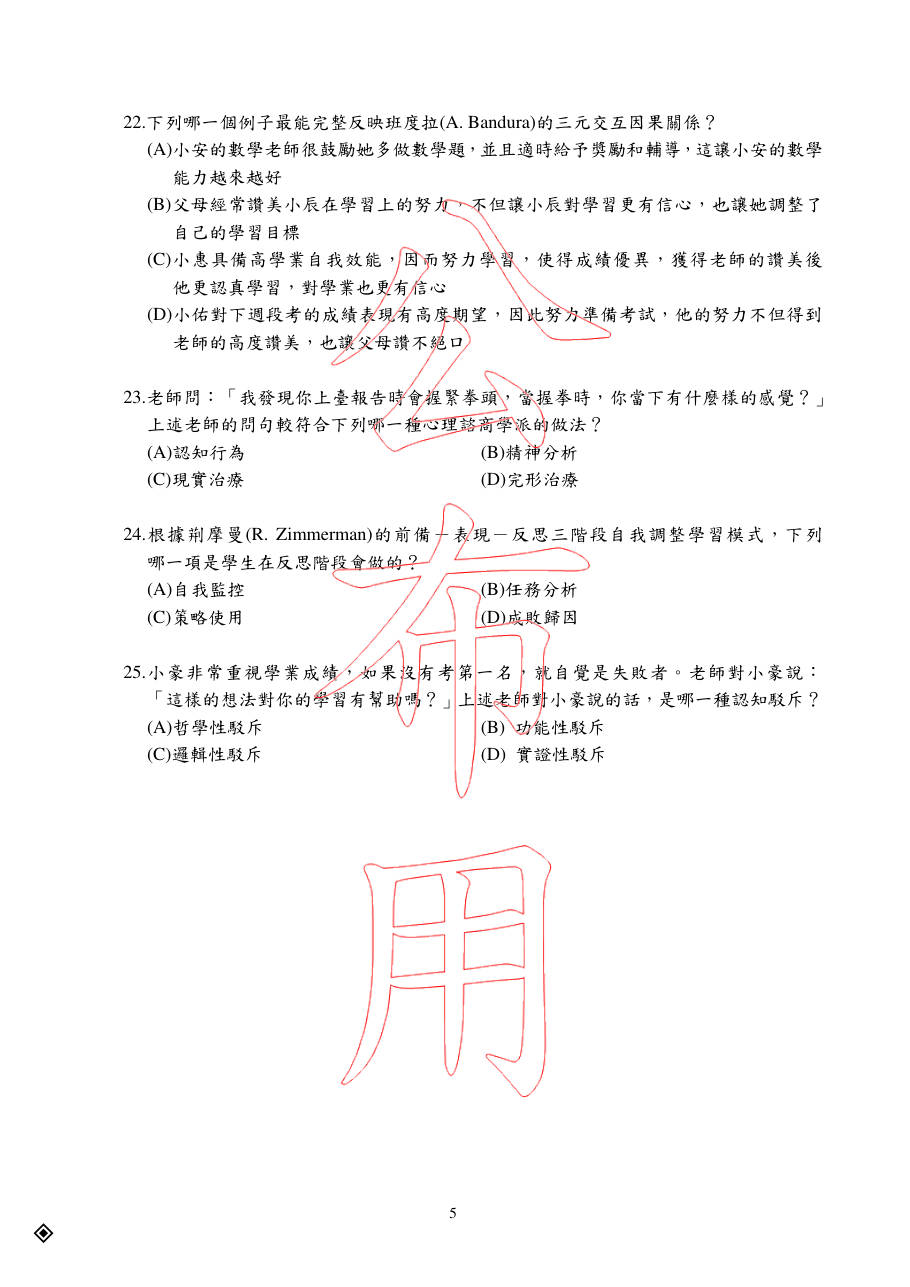 22.下列哪一個例子最能完整反映班度拉(A. Bandura)的三元交互因果關係？
(A)小安的數學老師很鼓勵她多做數學題，並且適時給予獎勵和輔導，這讓小安的數學
能力越來越好
(B)父母經常讚美小辰在學習上的努力，不但讓小辰對學習更有信心，也讓她調整了
自己的學習目標
(C)小惠具備高學業自我效能，因而努力學習，使得成績優異，獲得老師的讚美後
他更認真學習，對學業也更有信心
(D)小佑對下週段考的成績表現有高度期望，因此努力準備考試，他的努力不但得到
老師的高度讚美，也讓父母讚不絕口
23.老師問：「我發現你上臺報告時會握緊拳頭，當握拳時，你當下有什麼樣的感覺？」
上述老師的問句較符合下列哪一種心理諮商學派的做法？
(A)認知行為 (B)精神分析
(C)現實治療 (D)完形治療
24.根據荊摩曼(R. Zimmerman)的前備－表現－反思三階段自我調整學習模式，下列
哪一項是學生在反思階段會做的？
(A)自我監控 (B)任務分析
(C)策略使用 (D)成敗歸因
25.小豪非常重視學業成績，如果沒有考第一名，就自覺是失敗者。老師對小豪說：
「這樣的想法對你的學習有幫助嗎？」上述老師對小豪說的話，是哪一種認知駁斥？
(A)哲學性駁斥 (B) 功能性駁斥
(C)邏輯性駁斥 (D) 實證性駁斥
公布用
5